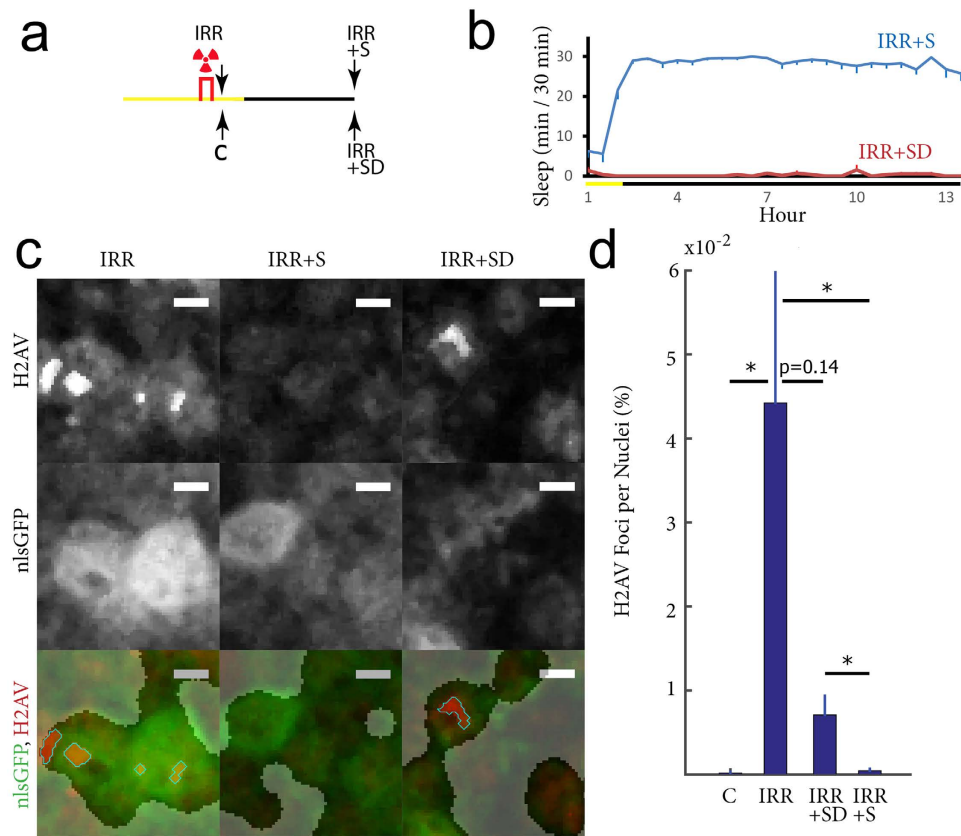 a
IRR
IRR
+S
C
IRR
+SD
b
Sleep (min / 30 min)
30
20
10
0
IRR+S
IRR+SD
1
4
7
10
13
Hour
c
IRR
IRR+S
IRR+SD
H2AV
nlsGFP
nlsGFP, H2AV
d
x10-2
H2AV Foci per Nuclei (%)
6
5
4
3
2
1
*
*
p=0.14
*
C
IRR
IRR
+SD
IRR
+S